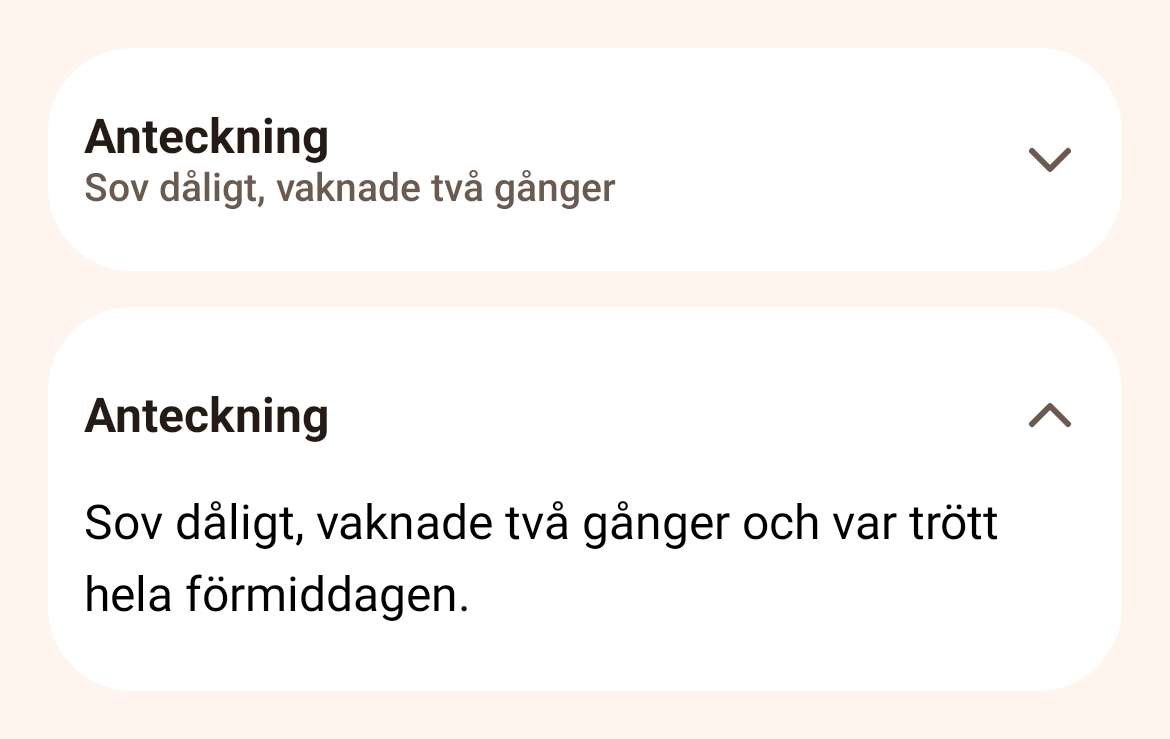 Anteckning
Sov dåligt, vaknade två gånger
Anteckning
Sov dåligt, vaknade två gånger och var trött
hela förmiddagen.